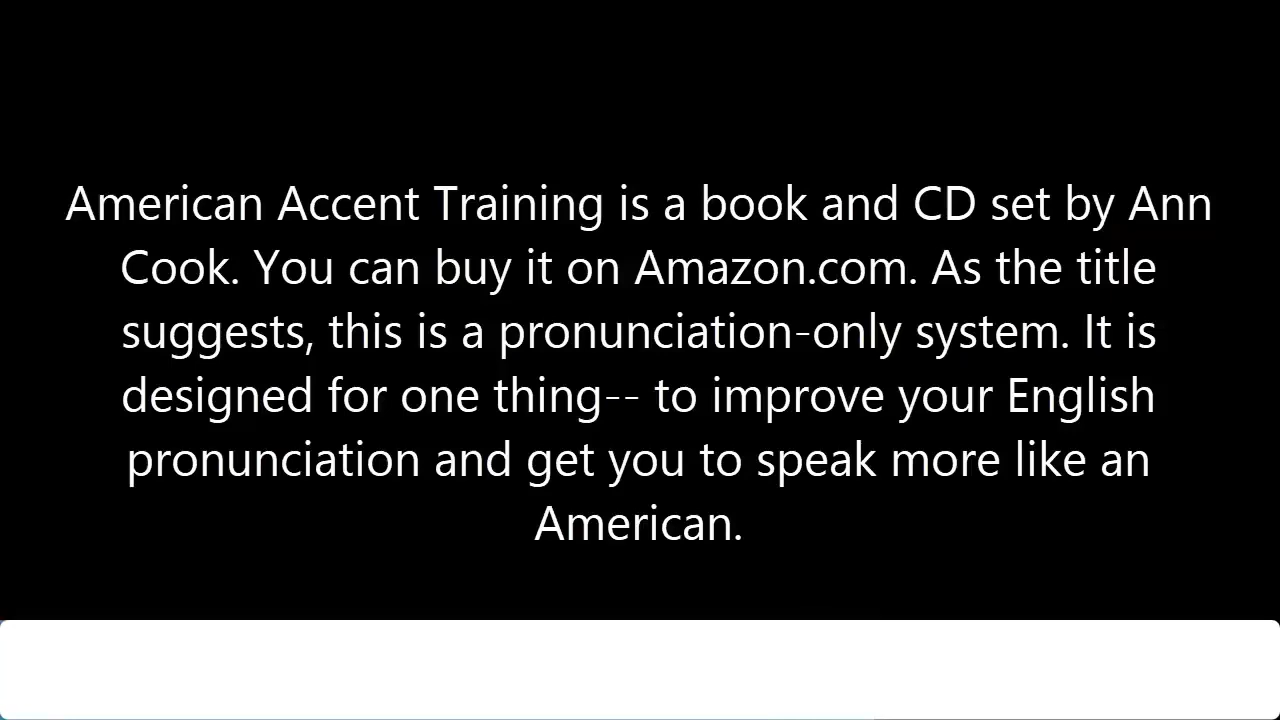 American Accent Training is a book and CD set by Ann
Cook. You can buy it on Amazon.com. As the title
suggests, this is a pronunciation-only system. It is
designed for one thing-- to improve your English
pronunciation and get you to speak more like an
American.